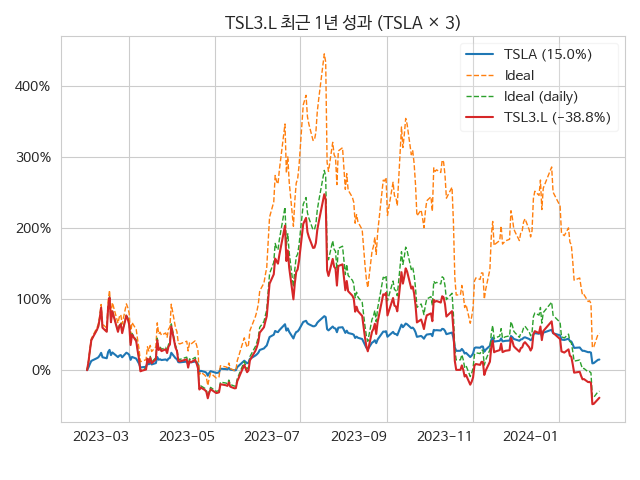 TSL3.L 최근 1년 성과 (TSLA × 3)
TSLA (15.0%)
Ideal
Ideal (daily)
TSL3.L (−38.8%)
400%
300%
200%
100%
0%
2023−03
2023−05
2023−07
2023−09
2023−11
2024−01